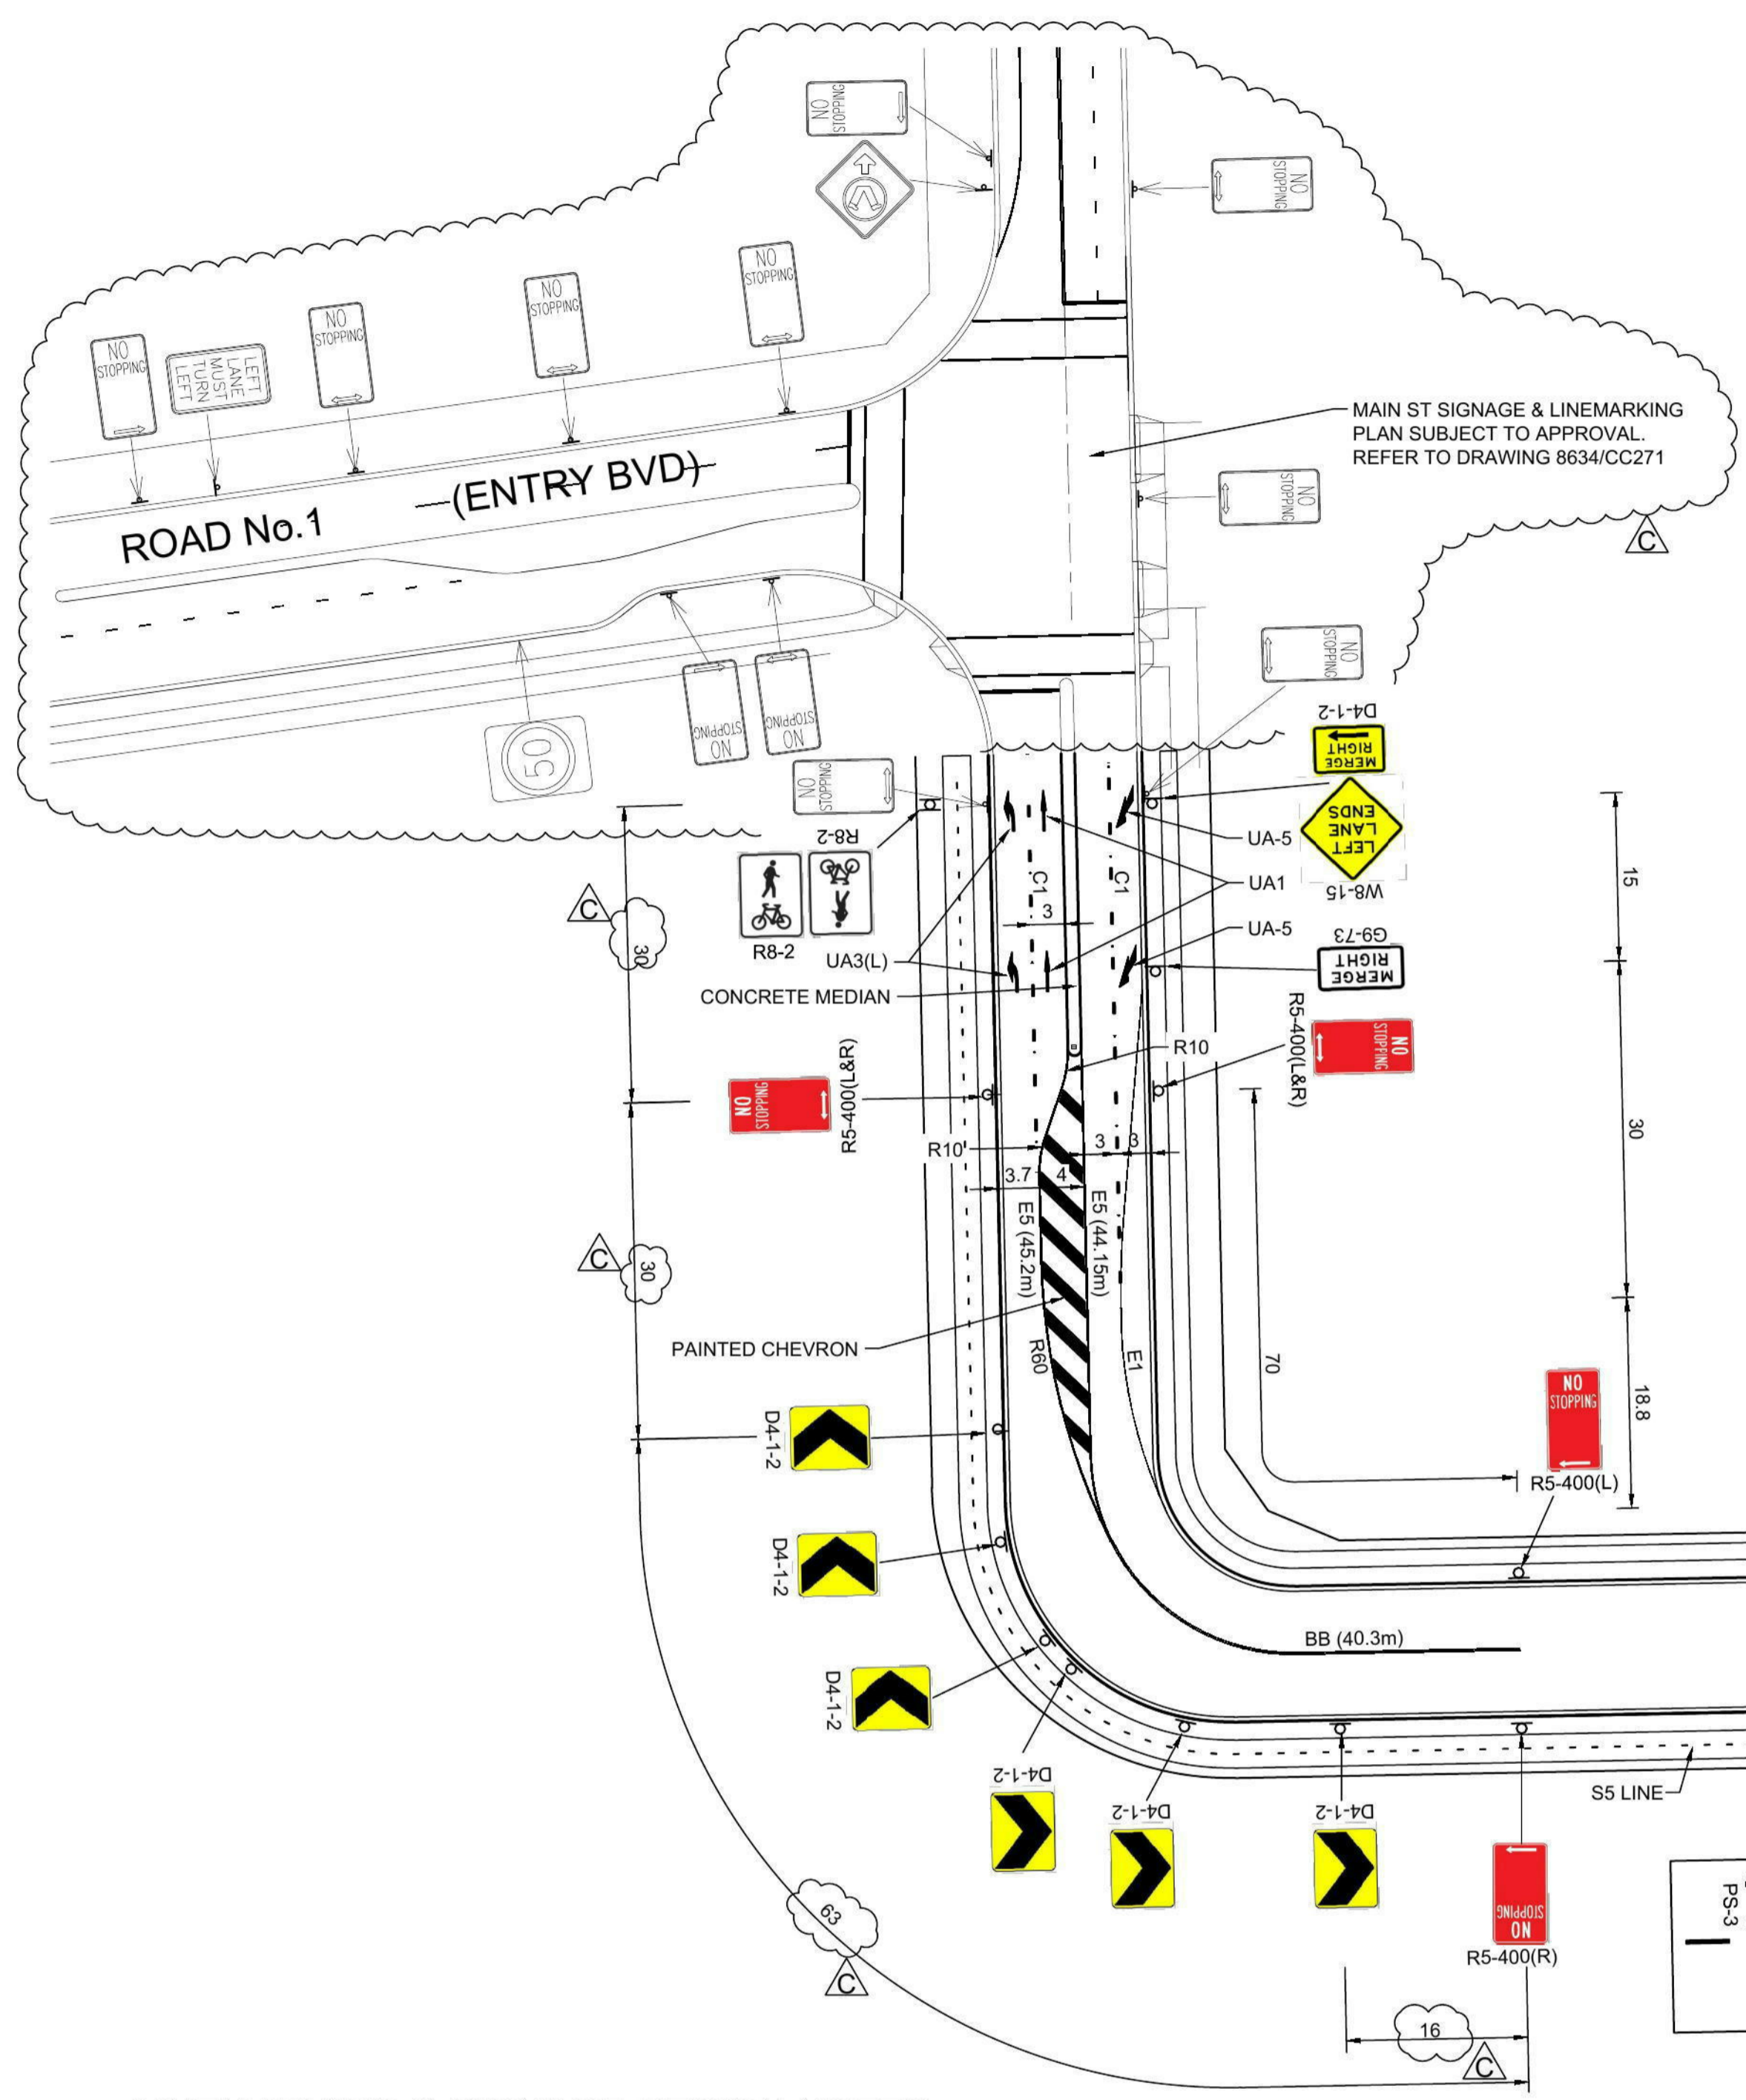 NO
STOPPING
NO
STOPPING
NO
STOPPING
NO
STOPPING
NO
STOPPING
LEFT
LANE
MUST
TURN
LEFT
NO
STOPPING
MAIN ST SIGNAGE & LINEMARKING
PLAN SUBJECT TO APPROVAL.
REFER TO DRAWING 8634/CC271
ROAD No.1
(ENTRY BVD)
NO
STOPPING
C
NO
STOPPING
NO
STOPPING
NO
STOPPING
50
NO
STOPPING
D4-1-2
MERGE
RIGHT
LEFT
LANE
ENDS
W8-15
R8-2
R8-2
UA-5
UA1
UA-5
C1
C1
3
15
C
30
UA3(L)
CONCRETE MEDIAN
G9-73
MERGE
RIGHT
R5-400(L&R)
NO
STOPPING
NO
STOPPING
R5-400(L&R)
R10
R10
3
3
30
3.7
4
E5 (45.2m)
E5 (44.15m)
C
30
PAINTED CHEVRON
R60
E1
70
18.8
NO
STOPPING
R5-400(L)
D4-1-2
D4-1-2
BB (40.3m)
D4-1-2
D4-1-2
D4-1-2
D4-1-2
S5 LINE
NO
STOPPING
R5-400(R)
PS-3
63
C
16
C